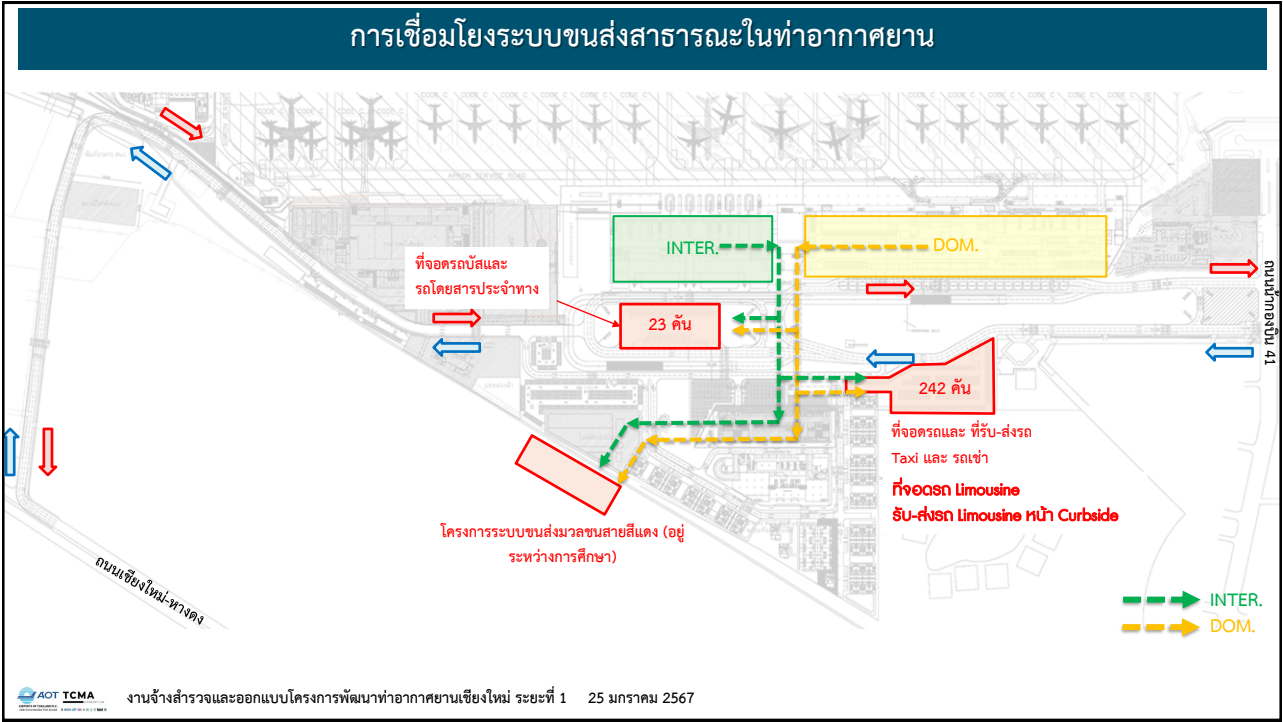 การเชื่อมโยงระบบขนส่งสาธารณะในท่าอากาศยาน
APRON SERVICE ROAD
INTER.
DOM.
ที่จอดรถบัสและ
รถโดยสารประจำทาง
23 คัน
ถนนน้ากองบิน 41
242 คัน
ที่จอดรถและ ที่รับ-ส่งรถ
Taxi และ รถเช่า
ที่จอดรถ Limousine
รับ-ส่งรถ Limousine หน้า Curbside
โครงการระบบขนส่งมวลชนสายสีแดง (อยู่
ระหว่างการศึกษา)
ถนนเชียงใหม่-หางดง
INTER.
DOM.
AOT TCMA
งานจ้างสำรวจและออกแบบโครงการพัฒนาท่าอากาศยานเชียงใหม่ ระยะที่ 1 25 มกราคม 2567